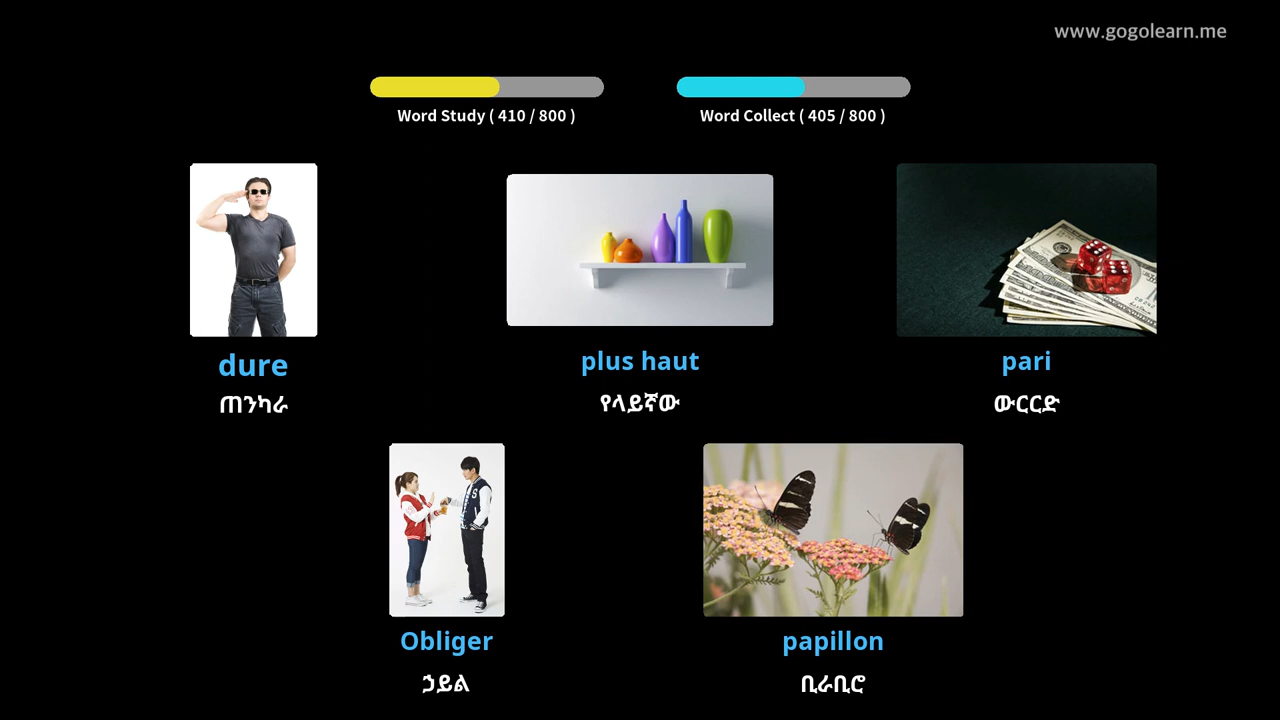 www.gogolearn.me
Word Study ( 410 / 800 )
Word Collect ( 405 / 800 )
dure
ጠንካራ
plus haut
የላይኛው
pari
ውርርድ
Obliger
ኃይል
papillon
ቢራቢሮ